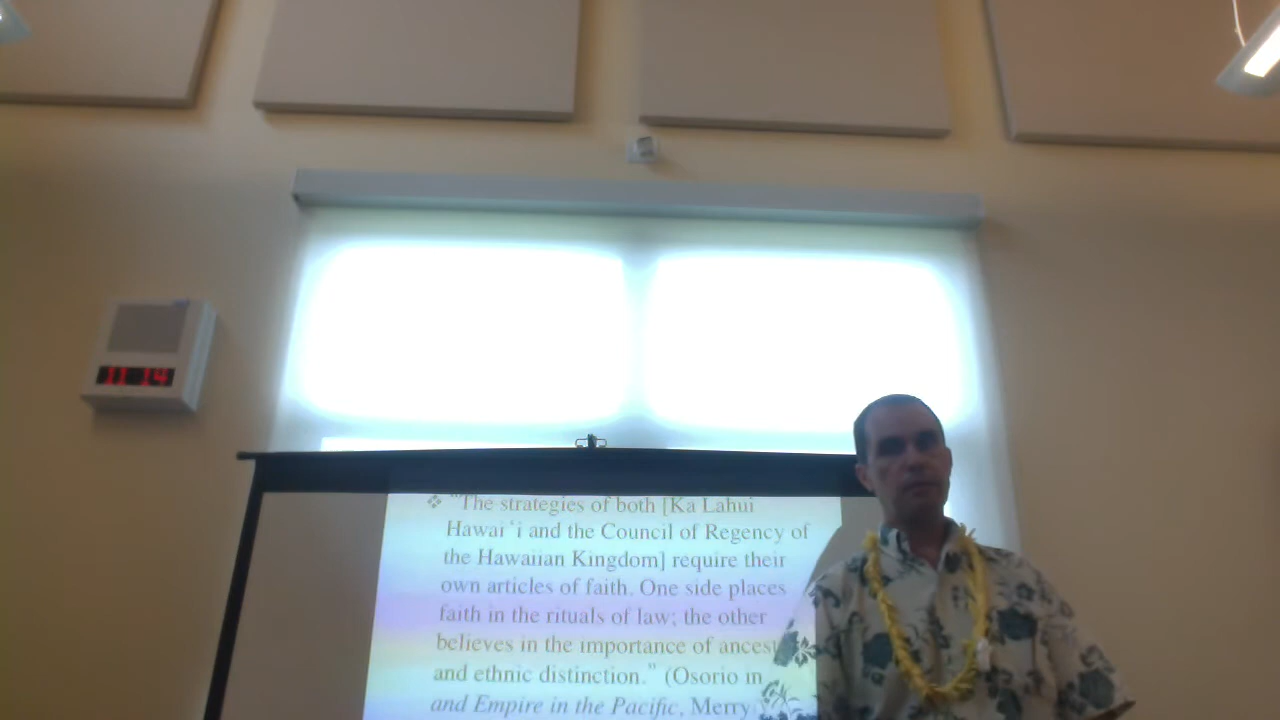 11 14
❖ "The strategies of both [Ka Lahui
Hawai‘i and the Council of Regency of
the Hawaiian Kingdom] require their
own articles of faith. One side places
faith in the rituals of law; the other
believes in the importance of ancest
and ethnic distinction." (Osorio in
and Empire in the Pacific, Merry